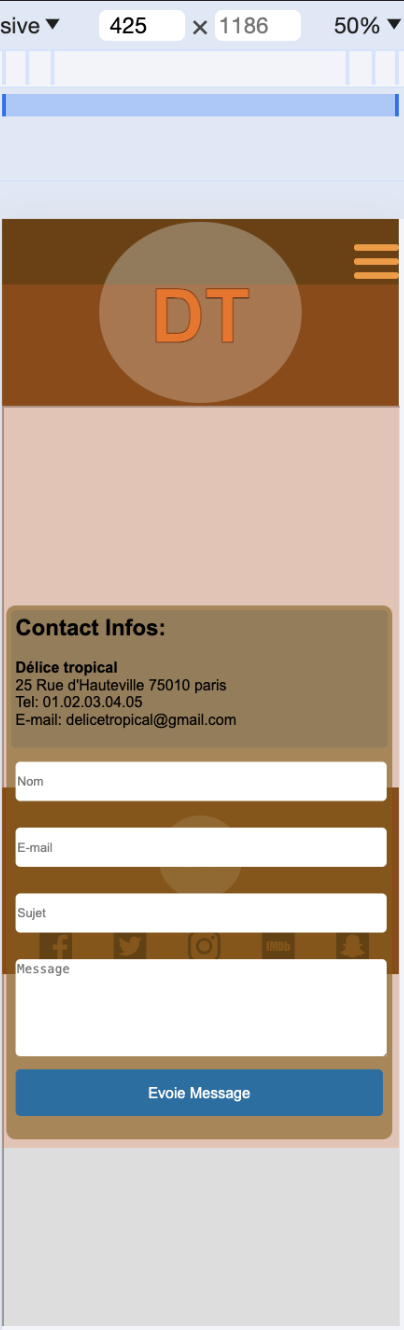 sive ▼ 425 × 1186 50% ▼
DT
Contact Infos:
Délice tropical
25 Rue d'Hauteville 75010 paris
Tel: 01.02.03.04.05
E-mail: delicetropical@gmail.com
Nom
E-mail
Sujet
IMDb
Message
Evoie Message